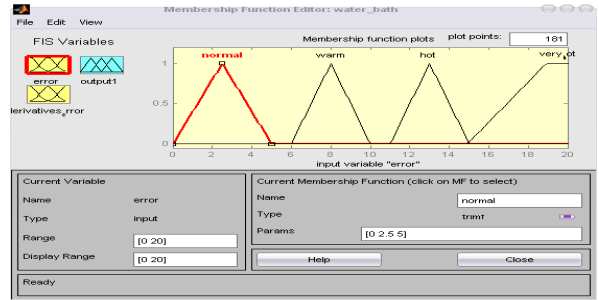 Membership Function Editor: water_bath
File Edit View
FIS Variables
Membership function plots plot points: 181
error output1
derivatives_error
normal warm hot very ot
1
0.5
0
0 2 4 6 8 10 12 14 16 18 20
input variable "error"
Current Variable
Name error
Type input
Range [0 20]
Display Range [0 20]
Current Membership Function (click on MF to select)
Name normal
Type trimf
Params [0 2.5 5]
Help Close
Ready